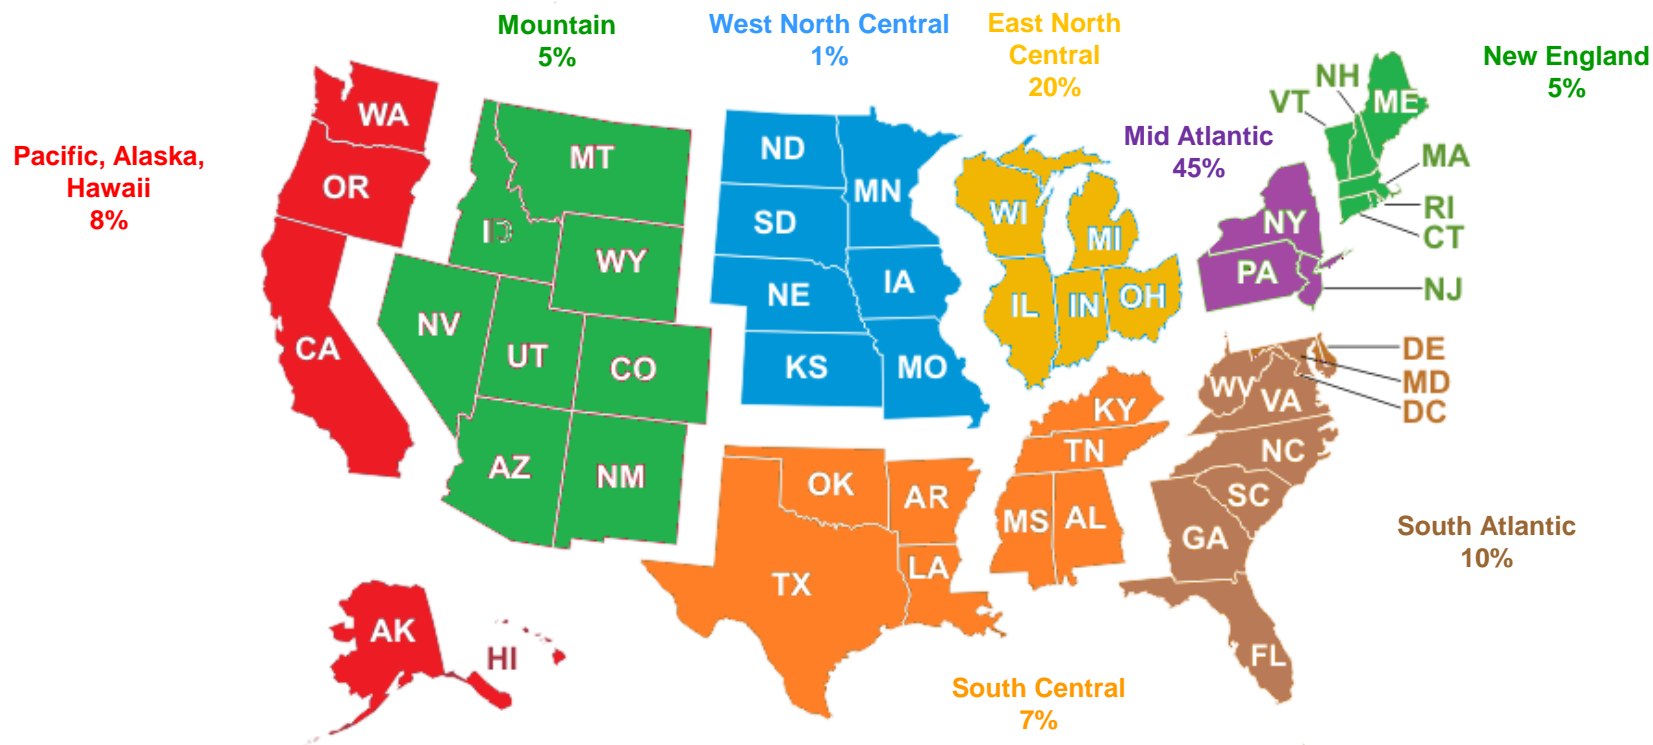 Mountain
5%
West North Central
1%
East North
Central
20%
New England
5%
Pacific, Alaska,
Hawaii
8%
Mid Atlantic
45%
WA
OR
CA
MT
ID
WY
NV
UT
CO
AZ
NM
ND
MN
SD
NE
IA
KS
MO
WI
MI
IL
IN
OH
NH
VT
ME
MA
RI
CT
NY
PA
NJ
DE
MD
DC
WV
VA
NC
SC
GA
FL
KY
TN
MS
AL
OK
AR
TX
LA
AK
HI
South Atlantic
10%
South Central
7%